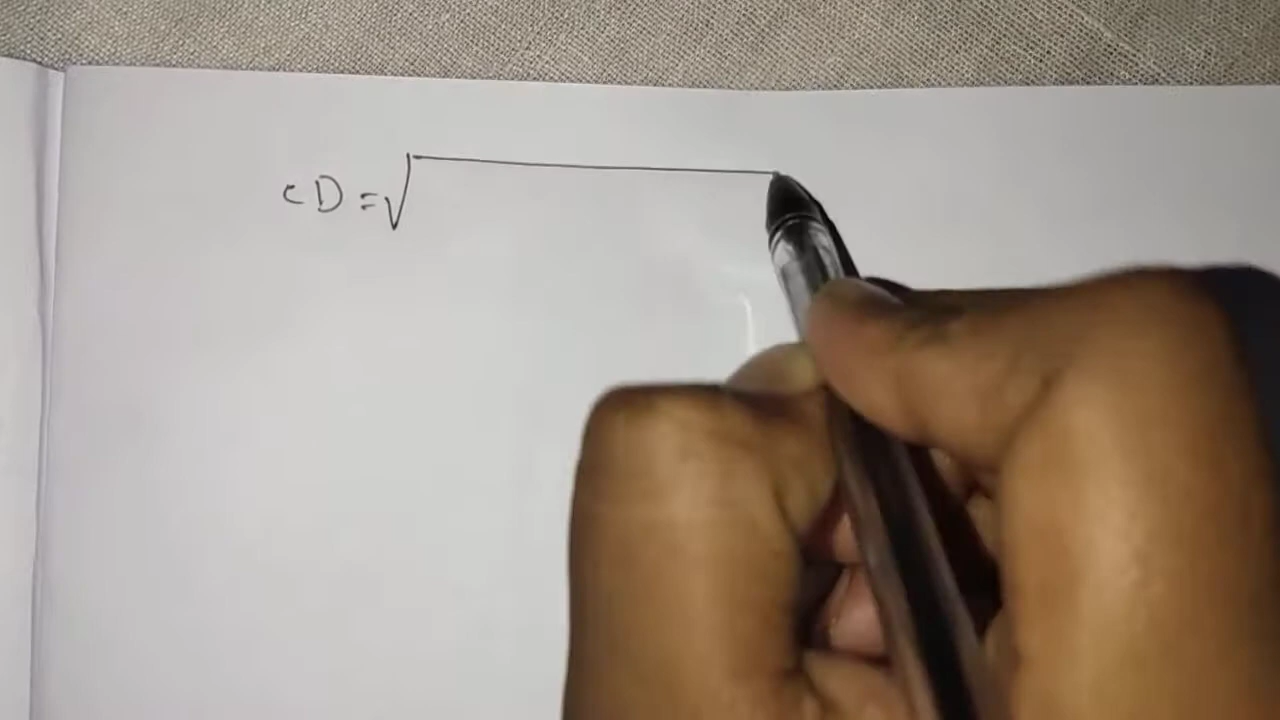 CD = √